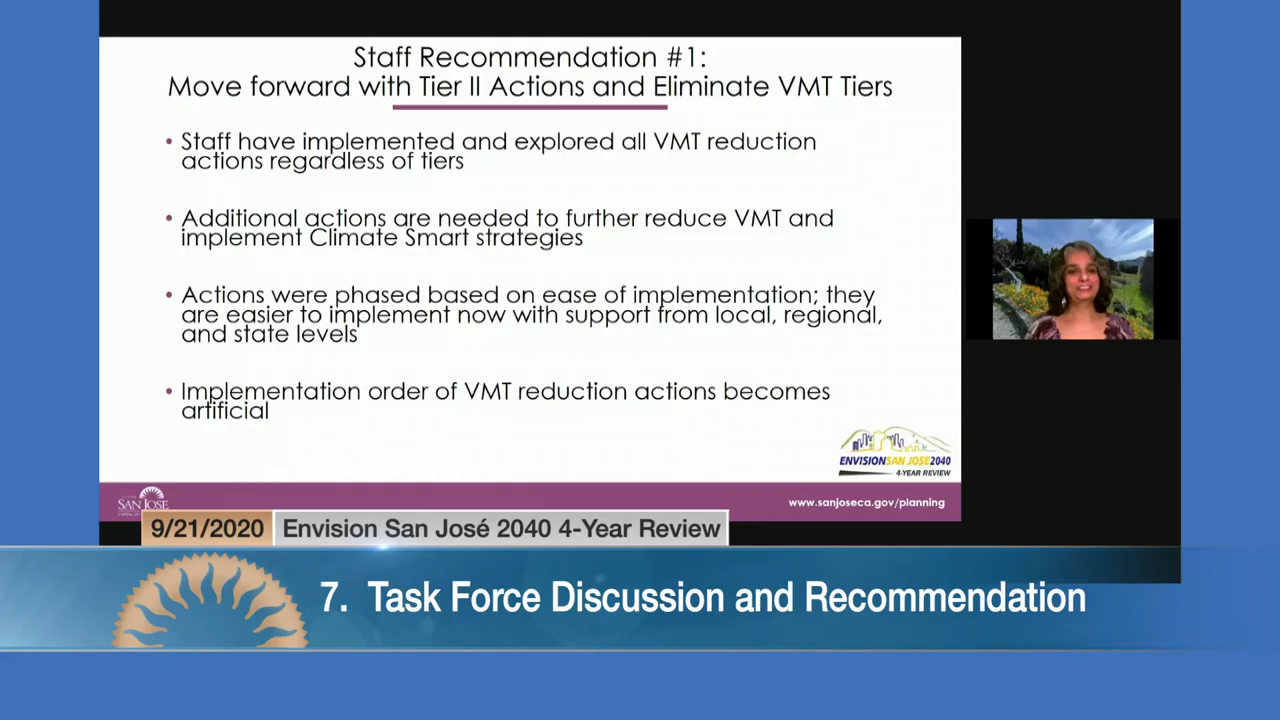 Staff Recommendation #1:
Move forward with Tier II Actions and Eliminate VMT Tiers
• Staff have implemented and explored all VMT reduction
actions regardless of tiers
• Additional actions are needed to further reduce VMT and
implement Climate Smart strategies
• Actions were phased based on ease of implementation; they
are easier to implement now with support from local, regional,
and state levels
• Implementation order of VMT reduction actions becomes
artificial
ENVISIONSAN JOSE2040
4-YEAR REVIEW
SAN JOSE
www.sanjoseca.gov/planning
9/21/2020 Envision San José 2040 4-Year Review
7. Task Force Discussion and Recommendation